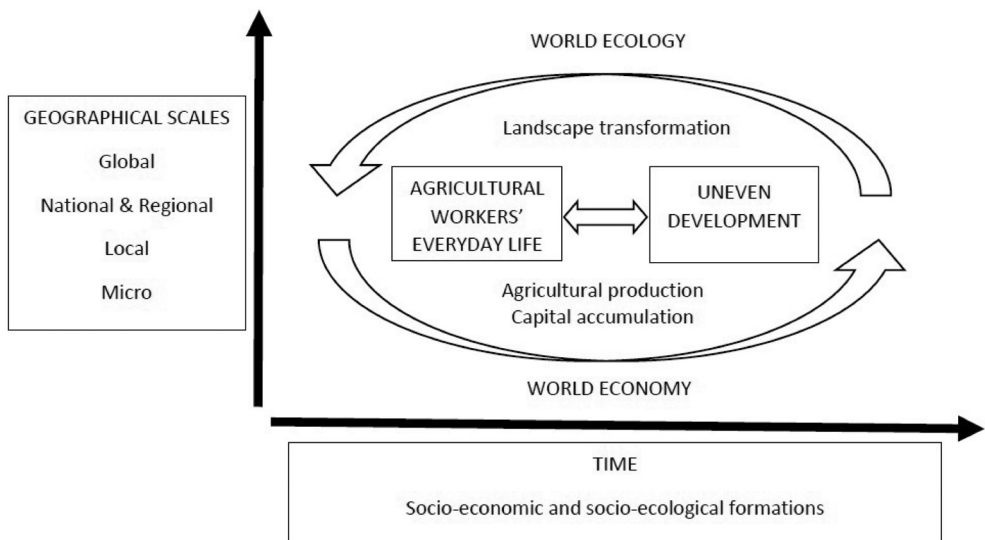 WORLD ECOLOGY
GEOGRAPHICAL SCALES
Global
National & Regional
Local
Micro
Landscape transformation
AGRICULTURAL
WORKERS’
EVERYDAY LIFE
UNEVEN
DEVELOPMENT
Agricultural production
Capital accumulation
WORLD ECONOMY
TIME
Socio-economic and socio-ecological formations